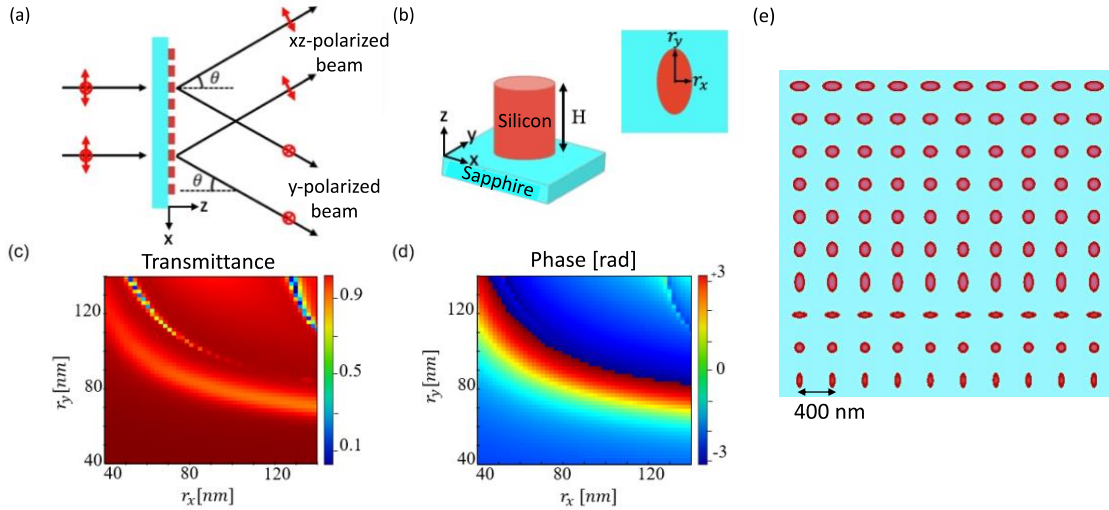 (a)
xz-polarized
beam
θ
θ
y-polarized
beam
z
x
(b)
r_y
r_x
Silicon
H
z
y
x
Sapphire
(c)
Transmittance
120
80
40
r_y[nm]
40
80
120
r_x[nm]
0.9
0.5
0.1
(d)
Phase [rad]
120
80
40
r_y[nm]
40
80
120
r_x[nm]
+3
0
-3
(e)
400 nm